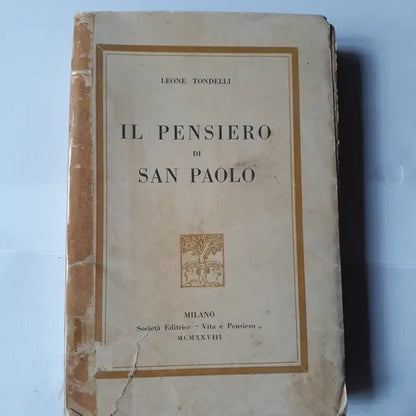 LEONE TONDELLI
IL PENSIERO
DI
SAN PAOLO
MILANO
Società Editrice “ Vita e Pensiero „
MCMXXVIII